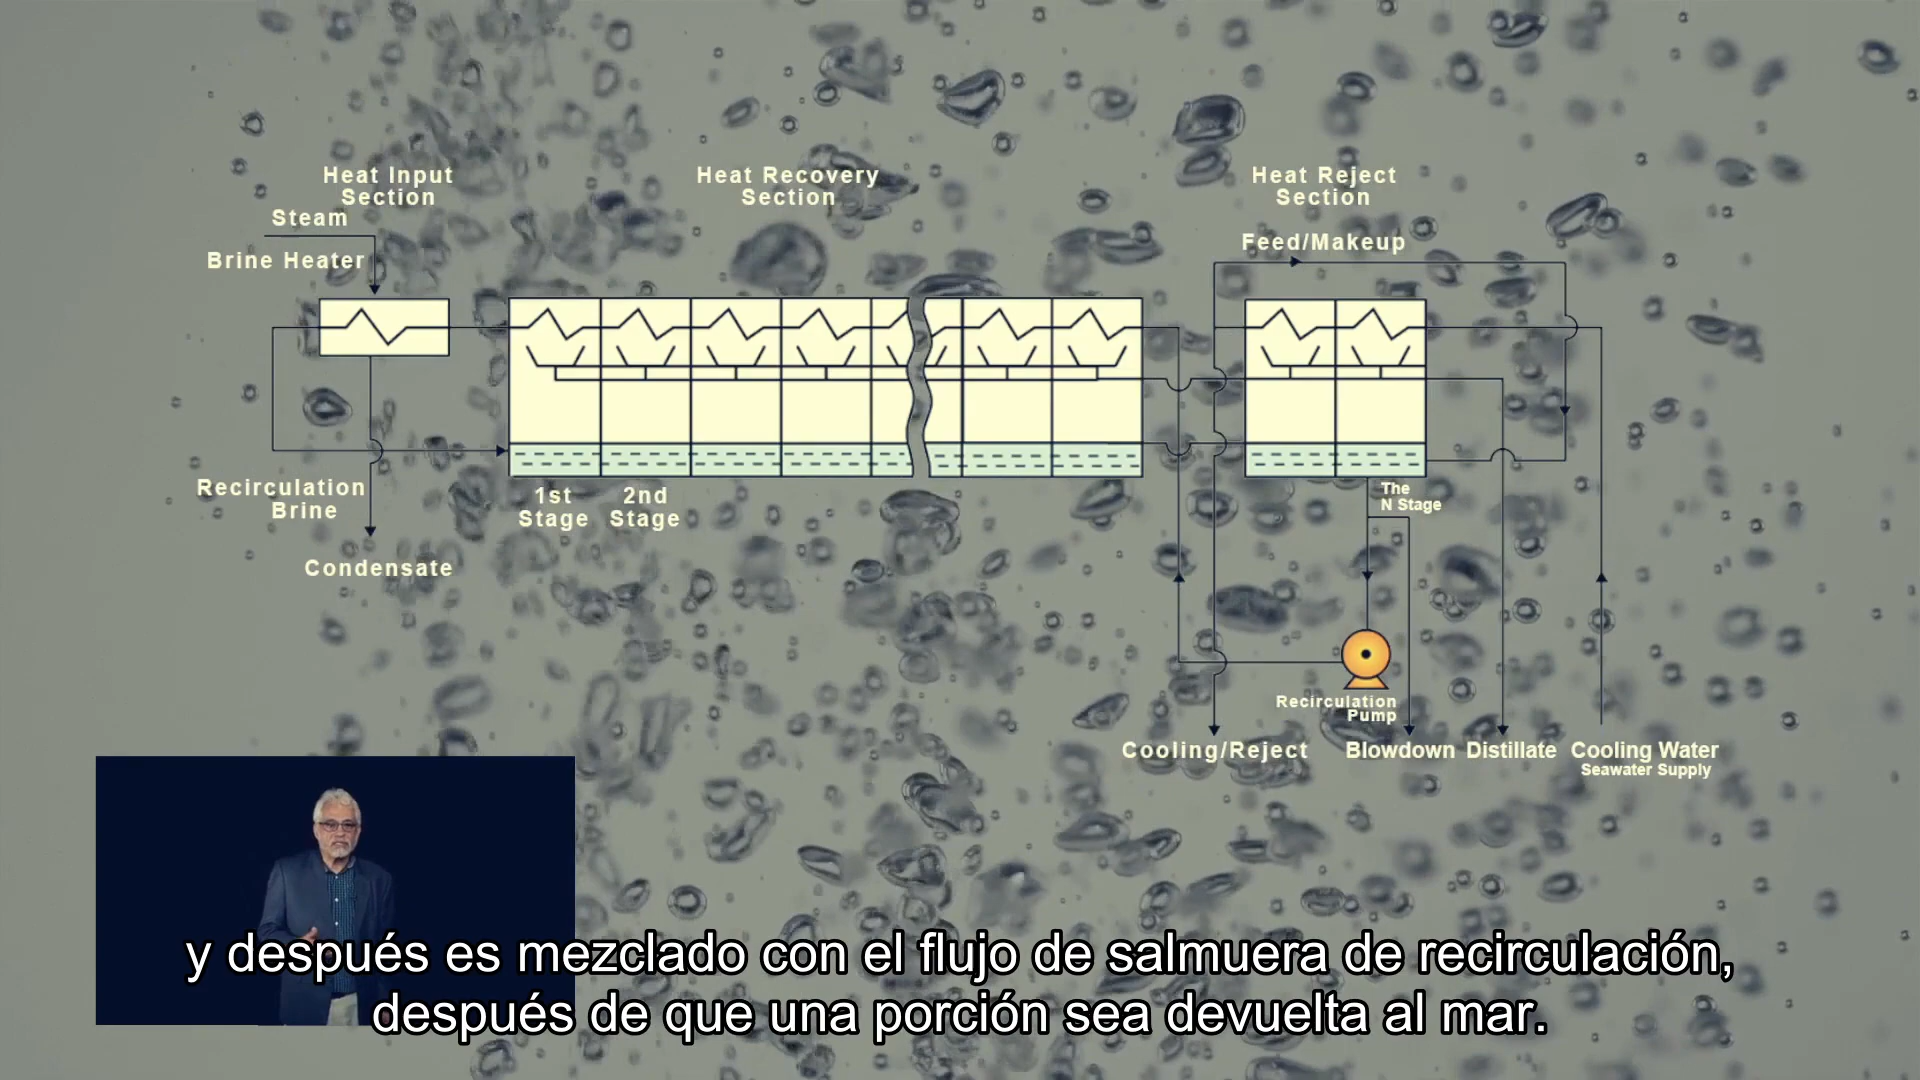 Heat Input
Section
Steam
Brine Heater
Heat Recovery
Section
Heat Reject
Section
Feed/Makeup
Recirculation
Brine
Condensate
1st
Stage
2nd
Stage
The
N Stage
Recirculation
Pump
Cooling/Reject
Blowdown
Distillate
Cooling Water
Seawater Supply
y después es mezclado con el flujo de salmuera de recirculación,
después de que una porción sea devuelta al mar.